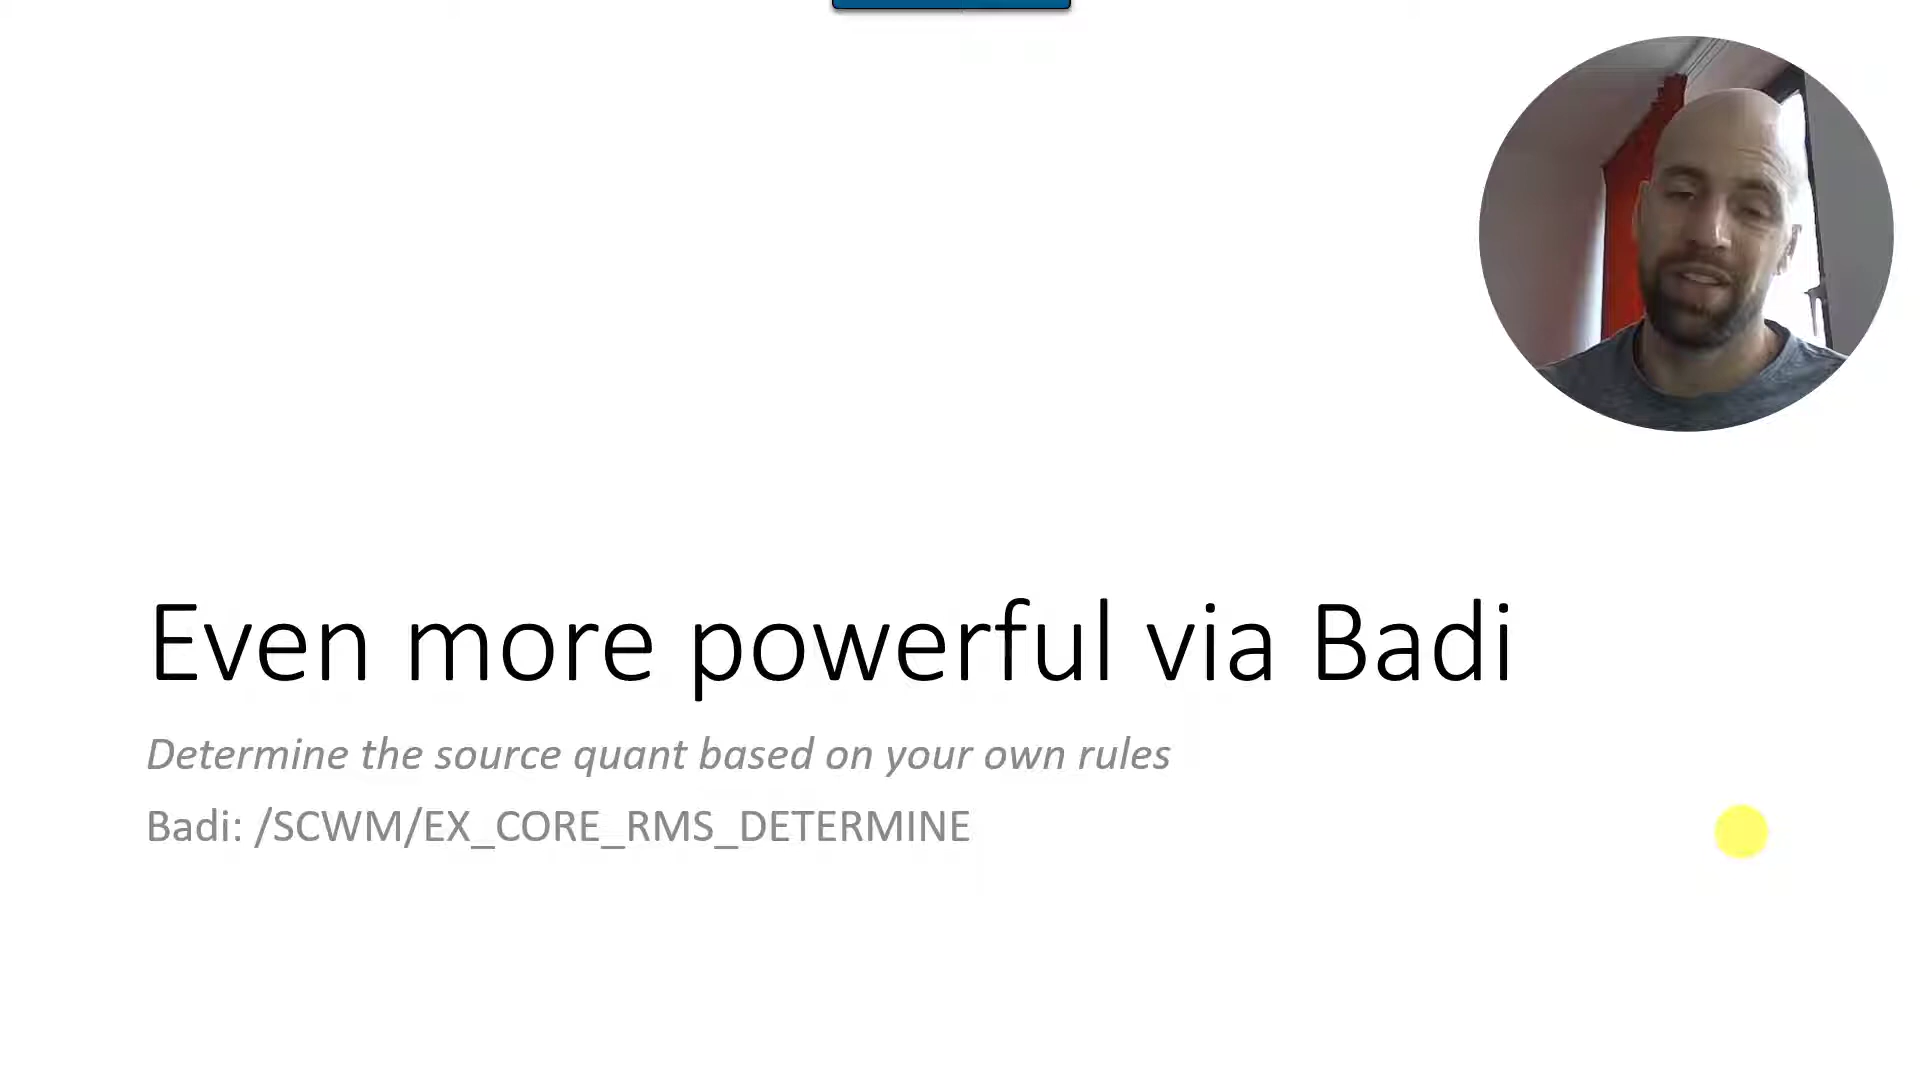 Even more powerful via Badi
Determine the source quant based on your own rules
Badi: /SCWM/EX_CORE_RMS_DETERMINE